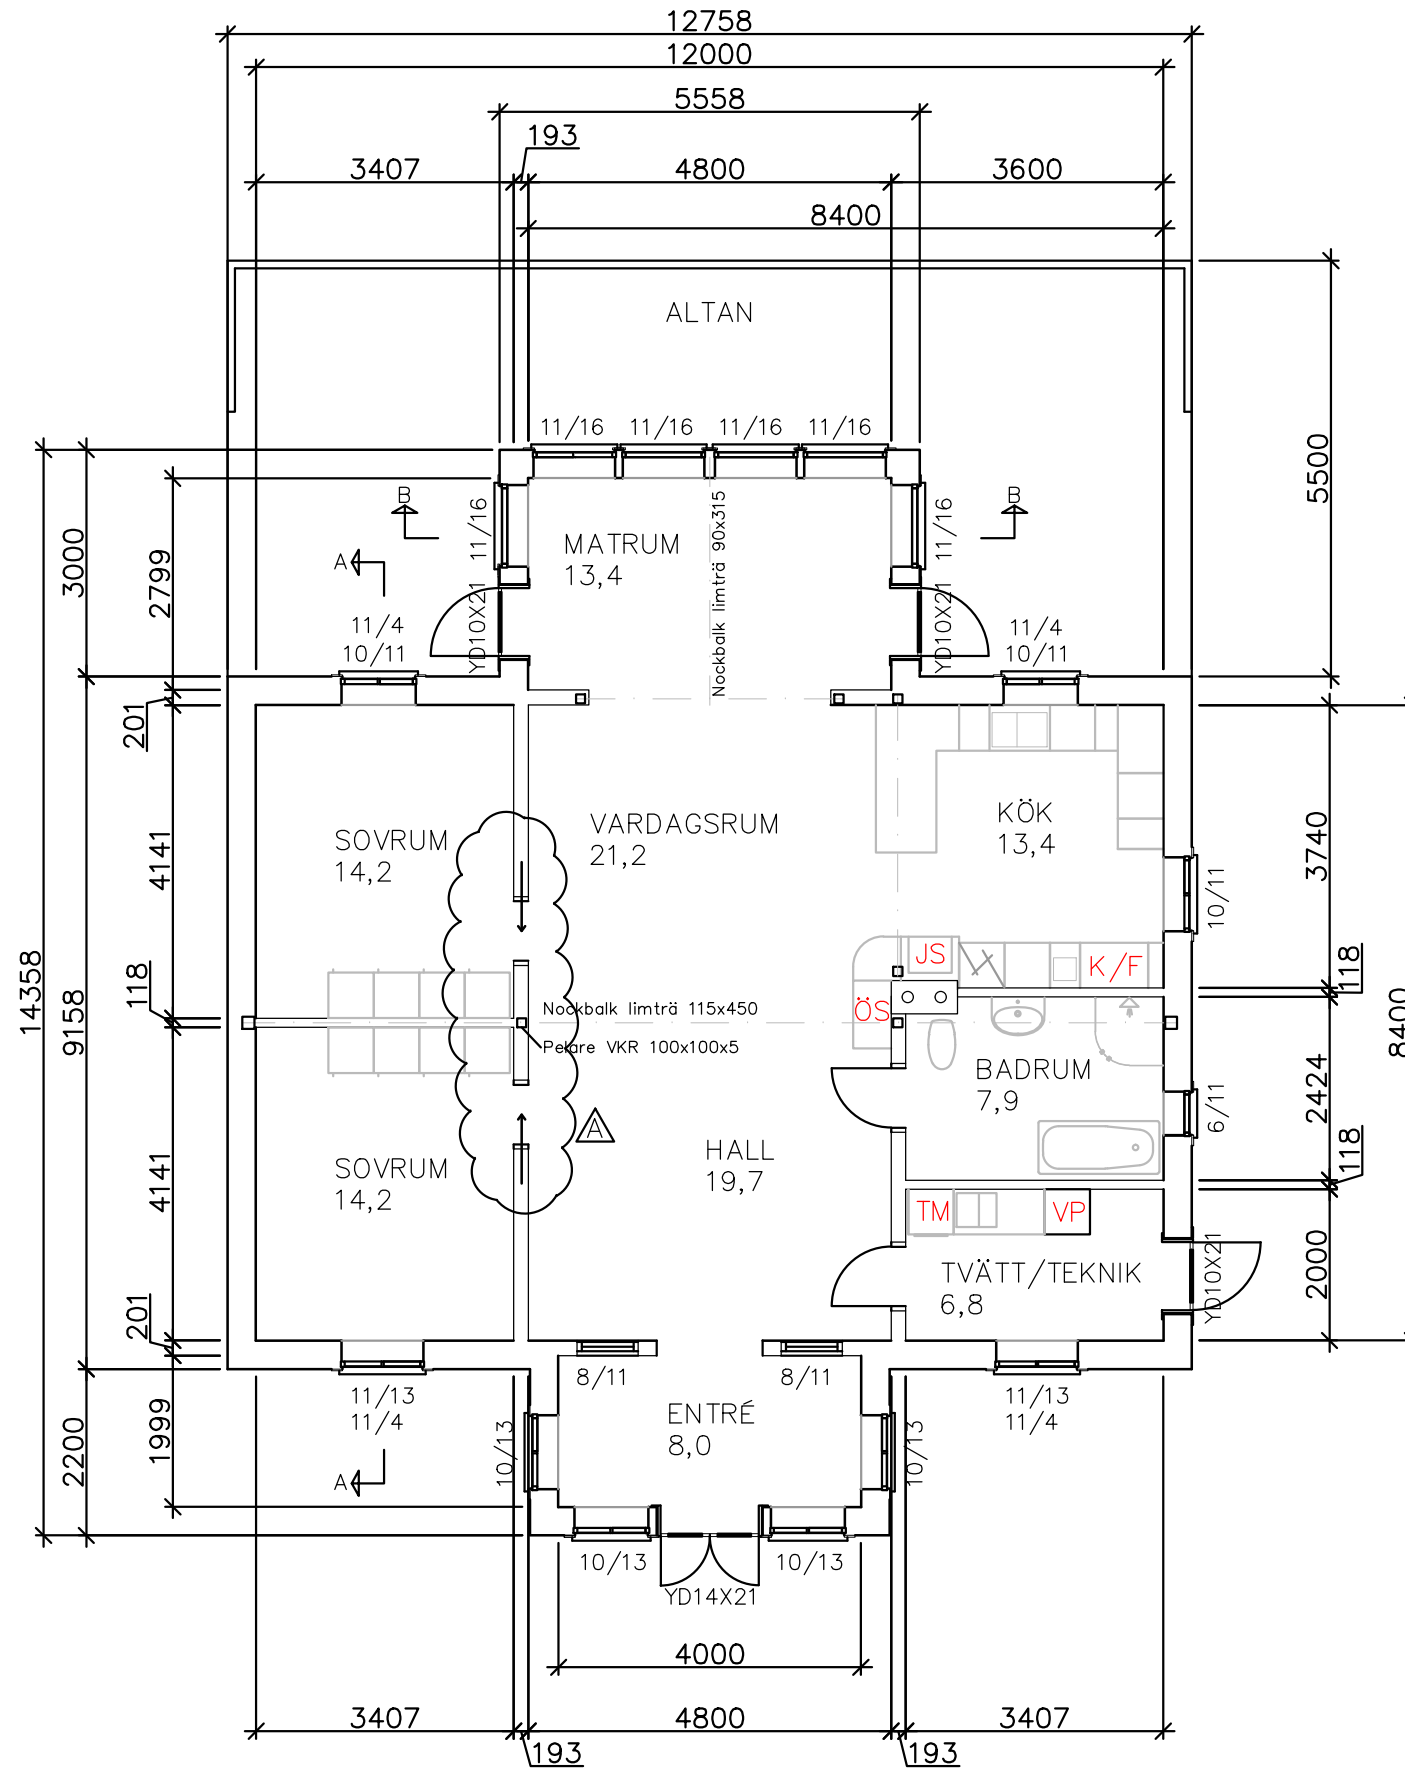 12758
12000
5558
193
3407
4800
3600
8400
ALTAN
11/16
11/16
11/16
11/16
5500
14358
3000
2799
B
A
11/16
MATRUM
13,4
Nockbalk limträ 90x315
11/16
B
YD10X21
YD10X21
11/4
10/11
11/4
10/11
201
4141
118
9158
4141
201
SOVRUM
14,2
VARDAGSRUM
21,2
KÖK
13,4
3740
10/11
JS
K/F
118
8400
Nockbalk limträ 115x450
ÖS
Pelare VKR 100x100x5
BADRUM
7,9
2424
6/11
A
118
SOVRUM
14,2
HALL
19,7
TM
VP
TVÄTT/TEKNIK
6,8
YD10X21
2000
8/11
8/11
11/13
11/4
11/13
11/4
2200
1999
A
10/13
ENTRÉ
8,0
10/13
10/13
10/13
YD14X21
4000
3407
4800
3407
193
193